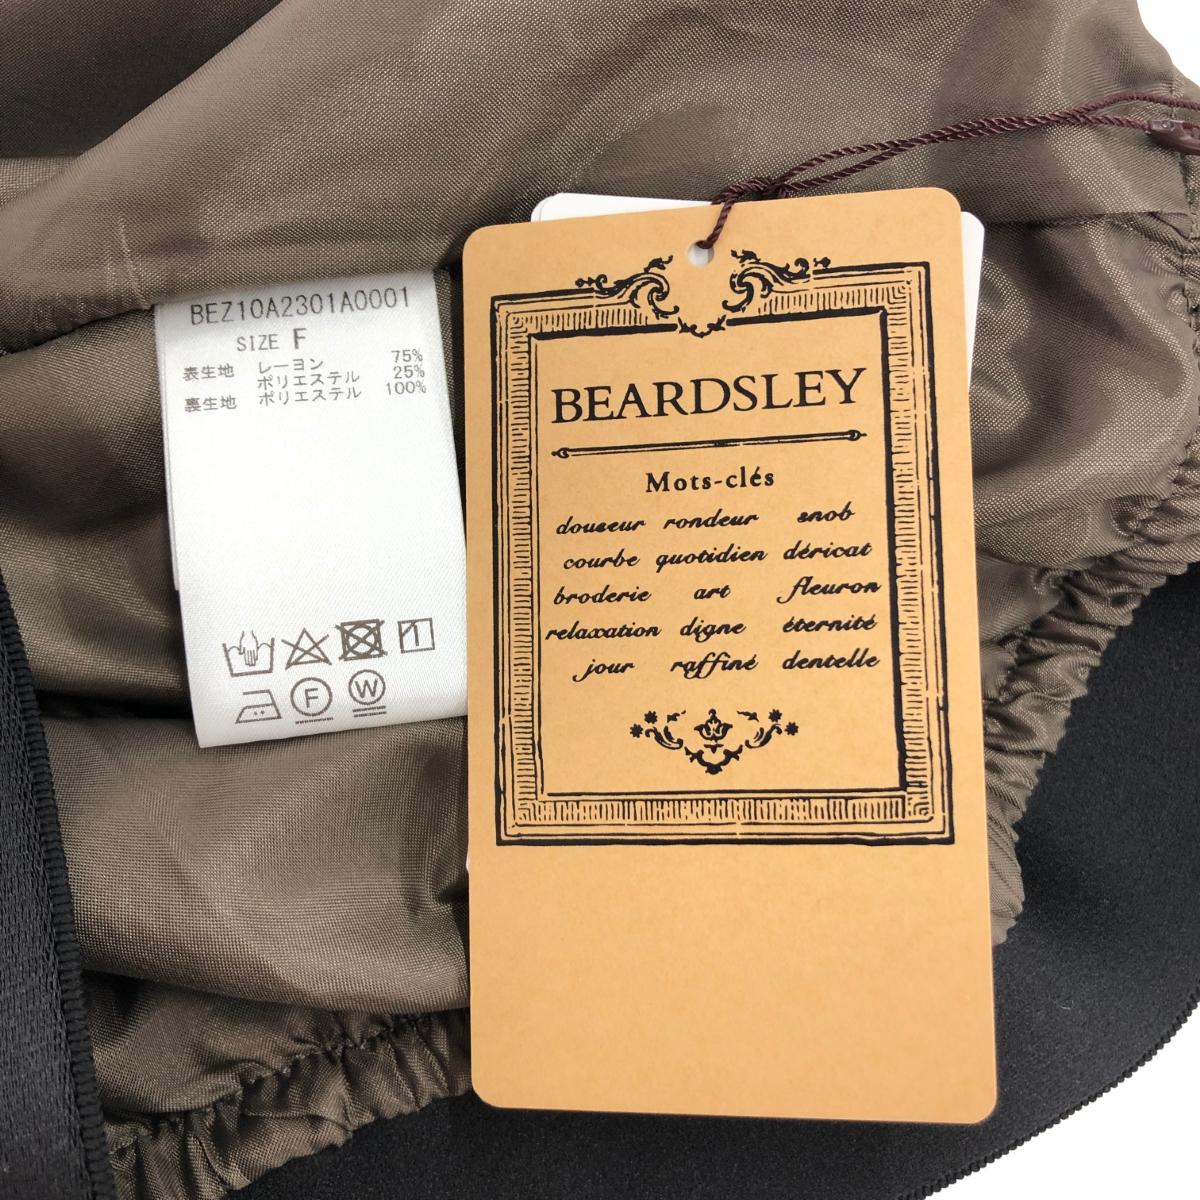 BEZ10A2301A0001
SIZE F
表生地 レーヨン 75%
ポリエステル 25%
裏生地 ポリエステル 100%
1
F W
BEARDSLEY
Mots-clés
douseur rondeur snob
courbe quotidien déricat
broderie art fleuron
relaxation digne éternité
jour raffiné dentelle